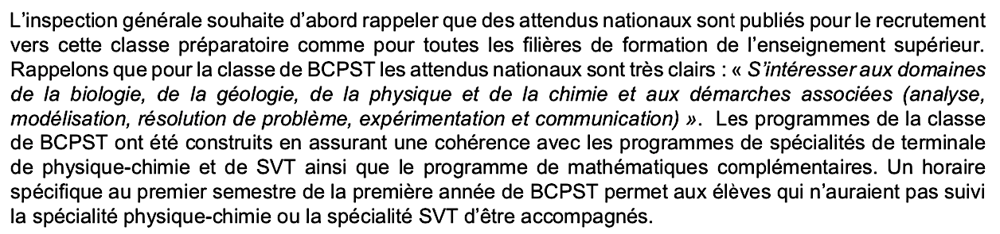 L’inspection générale souhaite d’abord rappeler que des attendus nationaux sont publiés pour le recrutement
vers cette classe préparatoire comme pour toutes les filières de formation de l’enseignement supérieur.
Rappelons que pour la classe de BCPST les attendus nationaux sont très clairs : « S’intéresser aux domaines
de la biologie, de la géologie, de la physique et de la chimie et aux démarches associées (analyse,
modélisation, résolution de problème, expérimentation et communication) ». Les programmes de la classe
de BCPST ont été construits en assurant une cohérence avec les programmes de spécialités de terminale
de physique-chimie et de SVT ainsi que le programme de mathématiques complémentaires. Un horaire
spécifique au premier semestre de la première année de BCPST permet aux élèves qui n’auraient pas suivi
la spécialité physique-chimie ou la spécialité SVT d’être accompagnés.